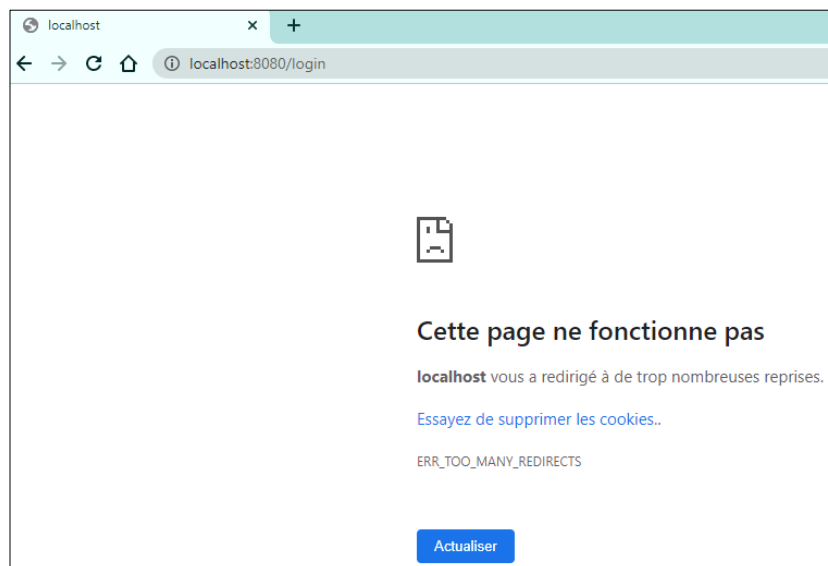 localhost
localhost:8080/login
Cette page ne fonctionne pas
localhost vous a redirigé à de trop nombreuses reprises.
Essayez de supprimer les cookies..
ERR_TOO_MANY_REDIRECTS
Actualiser